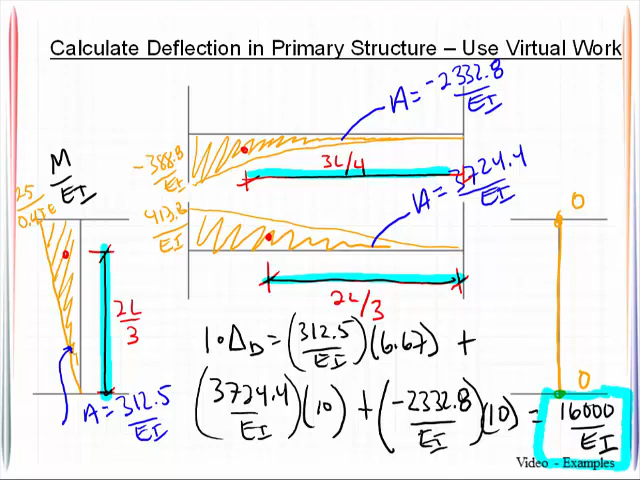 Calculate Deflection in Primary Structure – Use Virtual Work
A = -2332.8/EI
M/EI
-388.8/EI
3L/4
A = 3724.4/EI
25/0.4IE
413.8/EI
0
2L/3
2L/3
1·Δ_D = (312.5/EI)(6.67) +
0
A = 312.5/EI
(3724.4/EI)(10) + (-2332.8/EI)(10) = 16000/EI
Video - Examples